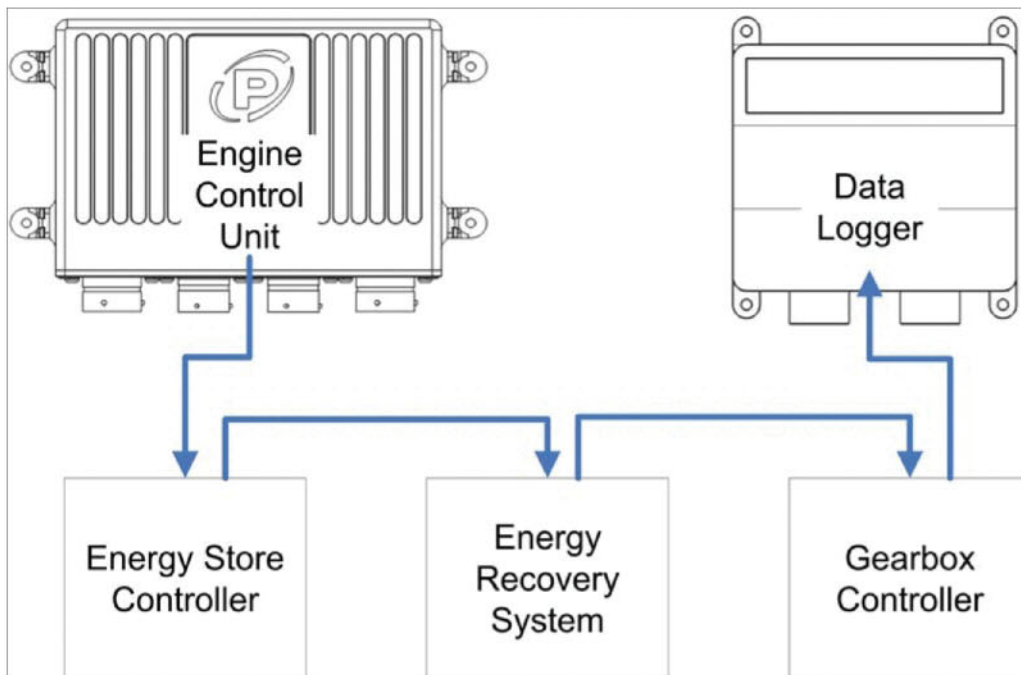 P
Engine
Control
Unit
Data
Logger
Energy Store
Controller
Energy
Recovery
System
Gearbox
Controller